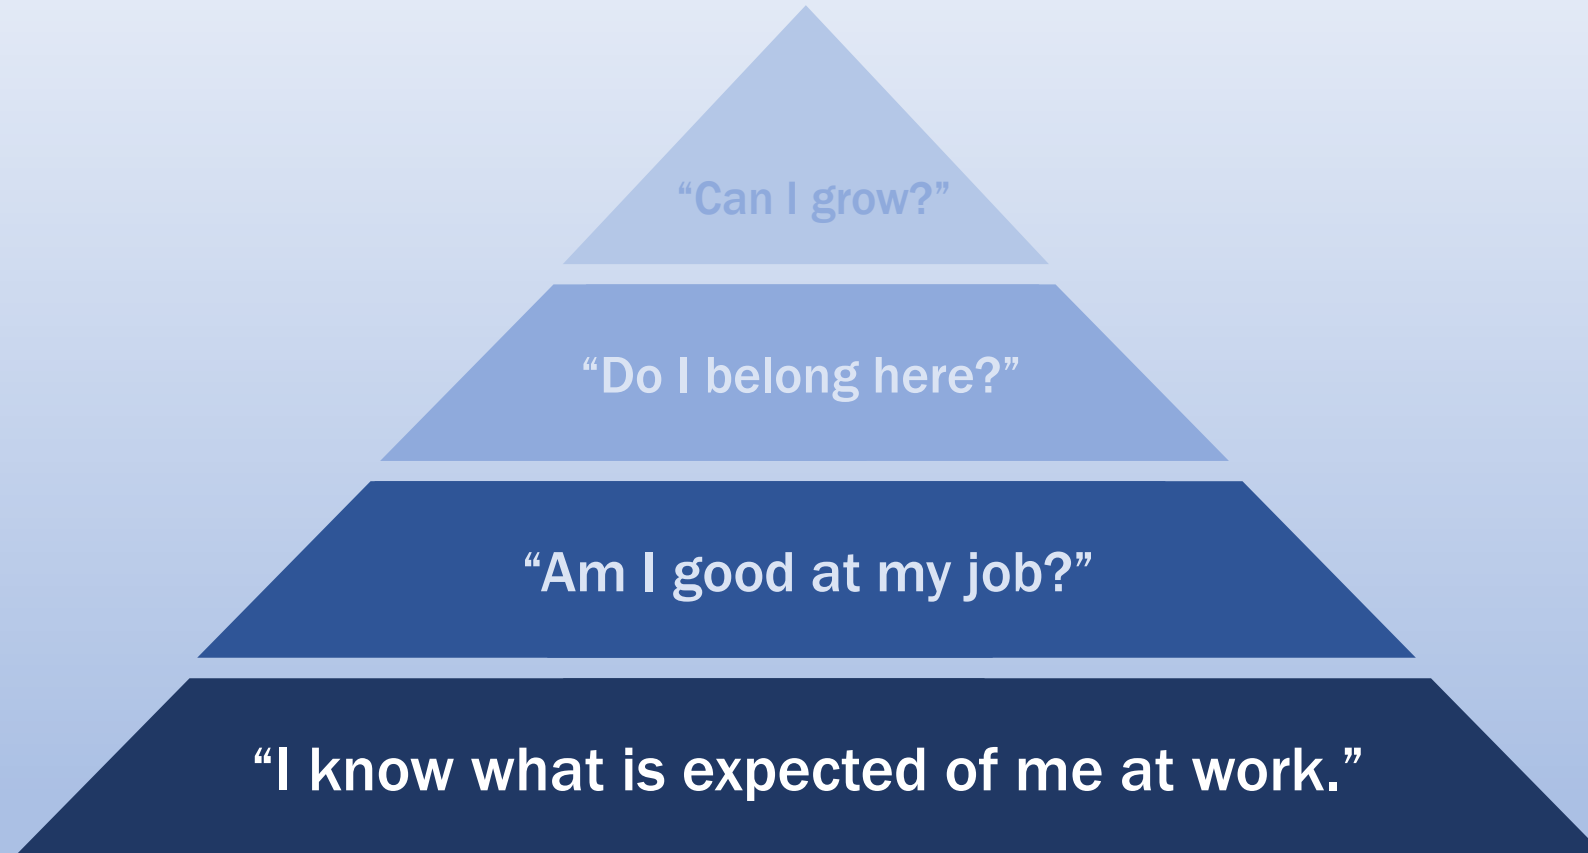 “Can I grow?”
“Do I belong here?”
“Am I good at my job?”
“I know what is expected of me at work.”